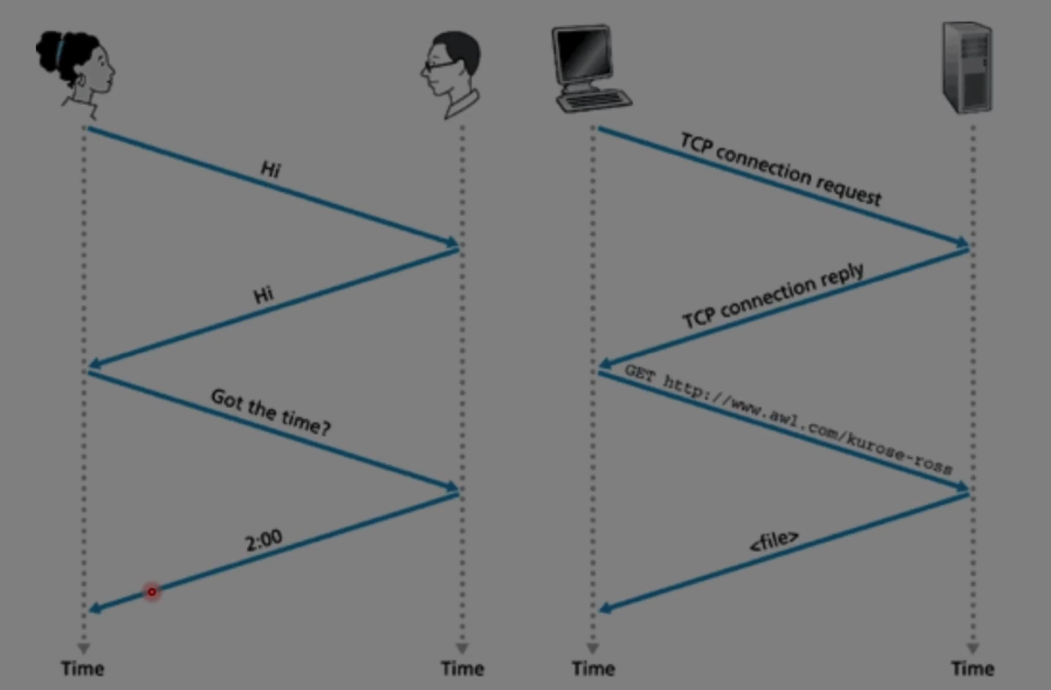 Hi
Hi
Got the time?
2:00
Time
Time
TCP connection request
TCP connection reply
GET http://www.awl.com/kurose-ross
<file>
Time
Time